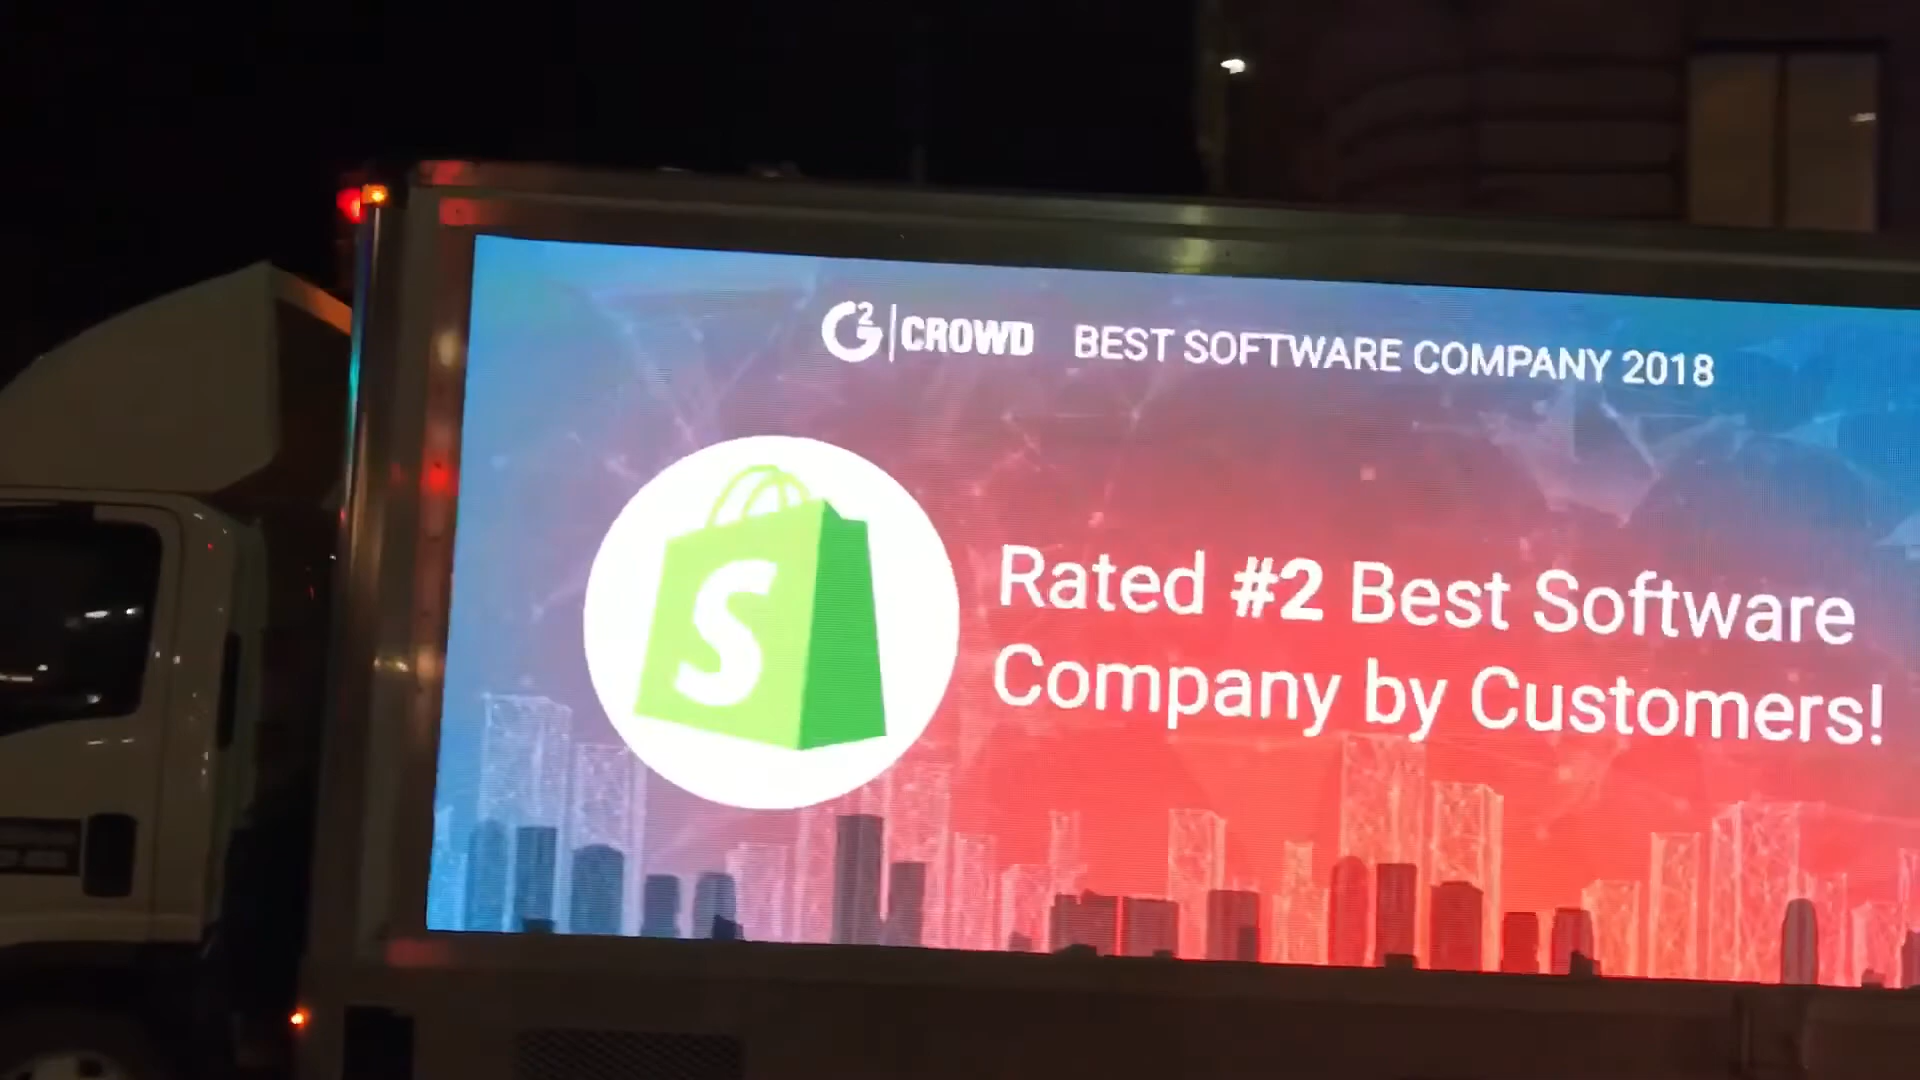 G2 | CROWD BEST SOFTWARE COMPANY 2018
S
Rated #2 Best Software
Company by Customers!